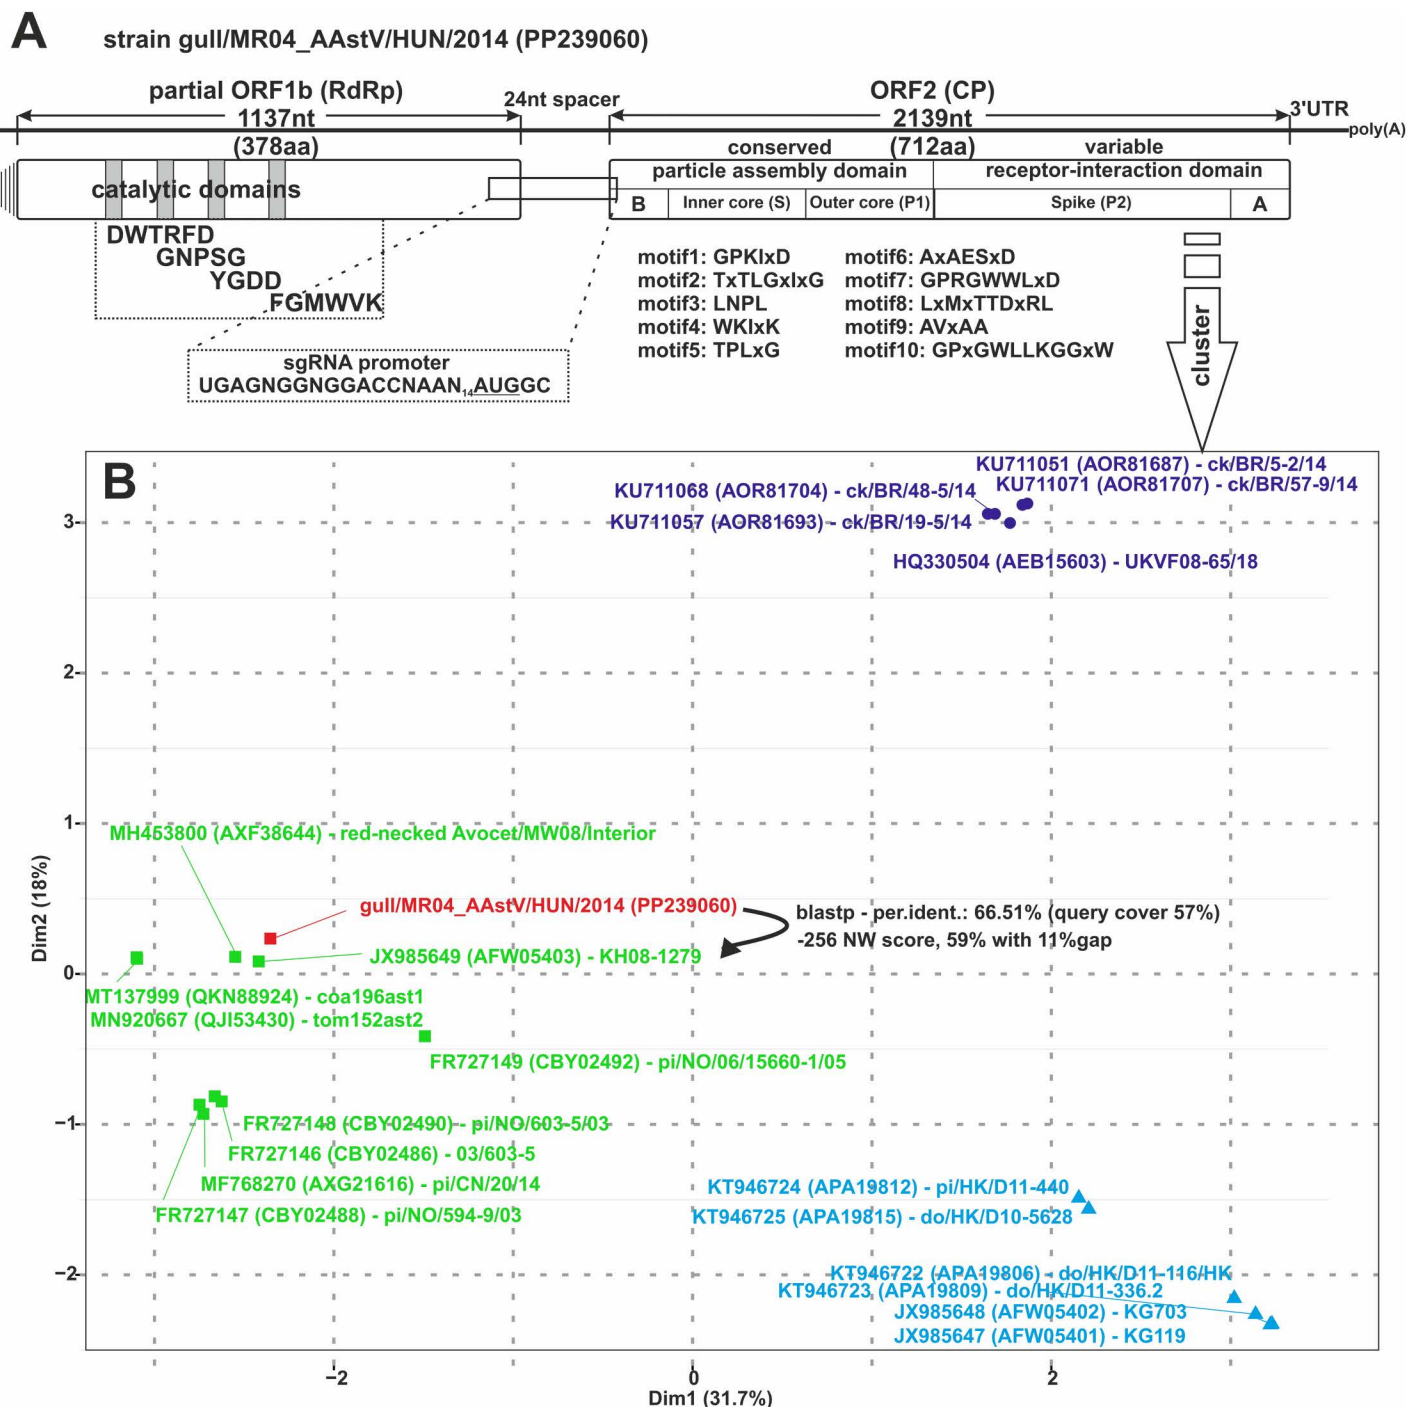 A
strain gull/MR04_AAstV/HUN/2014 (PP239060)
partial ORF1b (RdRp)
24nt spacer
ORF2 (CP)
3'UTR
1137nt
2139nt
poly(A)
(378aa)
conserved
(712aa)
variable
catalytic domains
particle assembly domain
receptor-interaction domain
B
Inner core (S)
Outer core (P1)
Spike (P2)
A
DWTRFD
GNPSG
YGDD
FGMWVK
motif1: GPKIxD
motif2: TxTLGxIxG
motif3: LNPL
motif4: WKIxK
motif5: TPLxG
motif6: AxAESxD
motif7: GPRGWWLxD
motif8: LxMxTTDxRL
motif9: AVxAA
motif10: GPxGWLLKGGxW
sgRNA promoter
UGAGNGGNGGACCNAAN14AUGGC
cluster
B
KU711051 (AOR81687) - ck/BR/5-2/14
KU711071 (AOR81707) - ck/BR/57-9/14
KU711068 (AOR81704) - ck/BR/48-5/14
KU711057 (AOR81693) - ck/BR/19-5/14
HQ330504 (AEB15603) - UKVF08-65/18
MH453800 (AXF38644) - red-necked Avocet/MW08/Interior
gull/MR04_AAstV/HUN/2014 (PP239060)
blastp - per.ident.: 66.51% (query cover 57%)
-256 NW score, 59% with 11%gap
JX985649 (AFW05403) - KH08-1279
MT137999 (QKN88924) - coa196ast1
MN920667 (QJI53430) - tom152ast2
FR727149 (CBY02492) - pi/NO/06/15660-1/05
FR727148 (CBY02490) - pi/NO/603-5/03
FR727146 (CBY02486) - 03/603-5
MF768270 (AXG21616) - pi/CN/20/14
FR727147 (CBY02488) - pi/NO/594-9/03
KT946724 (APA19812) - pi/HK/D11-440
KT946725 (APA19815) - do/HK/D10-5628
KT946722 (APA19806) - do/HK/D11-116/HK
KT946723 (APA19809) - do/HK/D11-336.2
JX985648 (AFW05402) - KG703
JX985647 (AFW05401) - KG119
3
2
1
0
−1
−2
Dim2 (18%)
−2
0
2
Dim1 (31.7%)